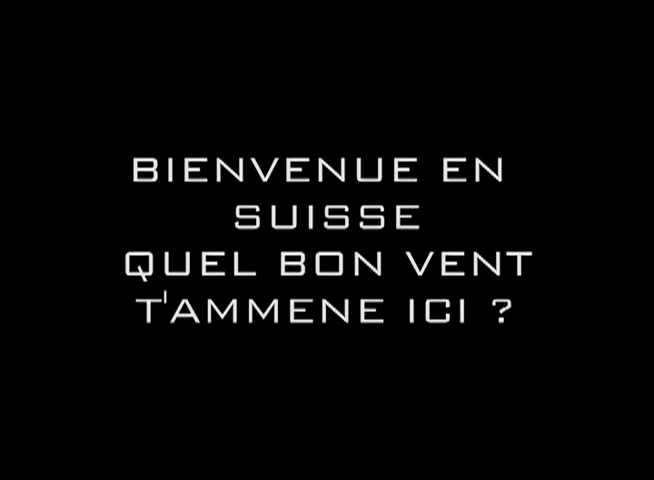 BIENVENUE EN
SUISSE
QUEL BON VENT
T'AMMENE ICI ?